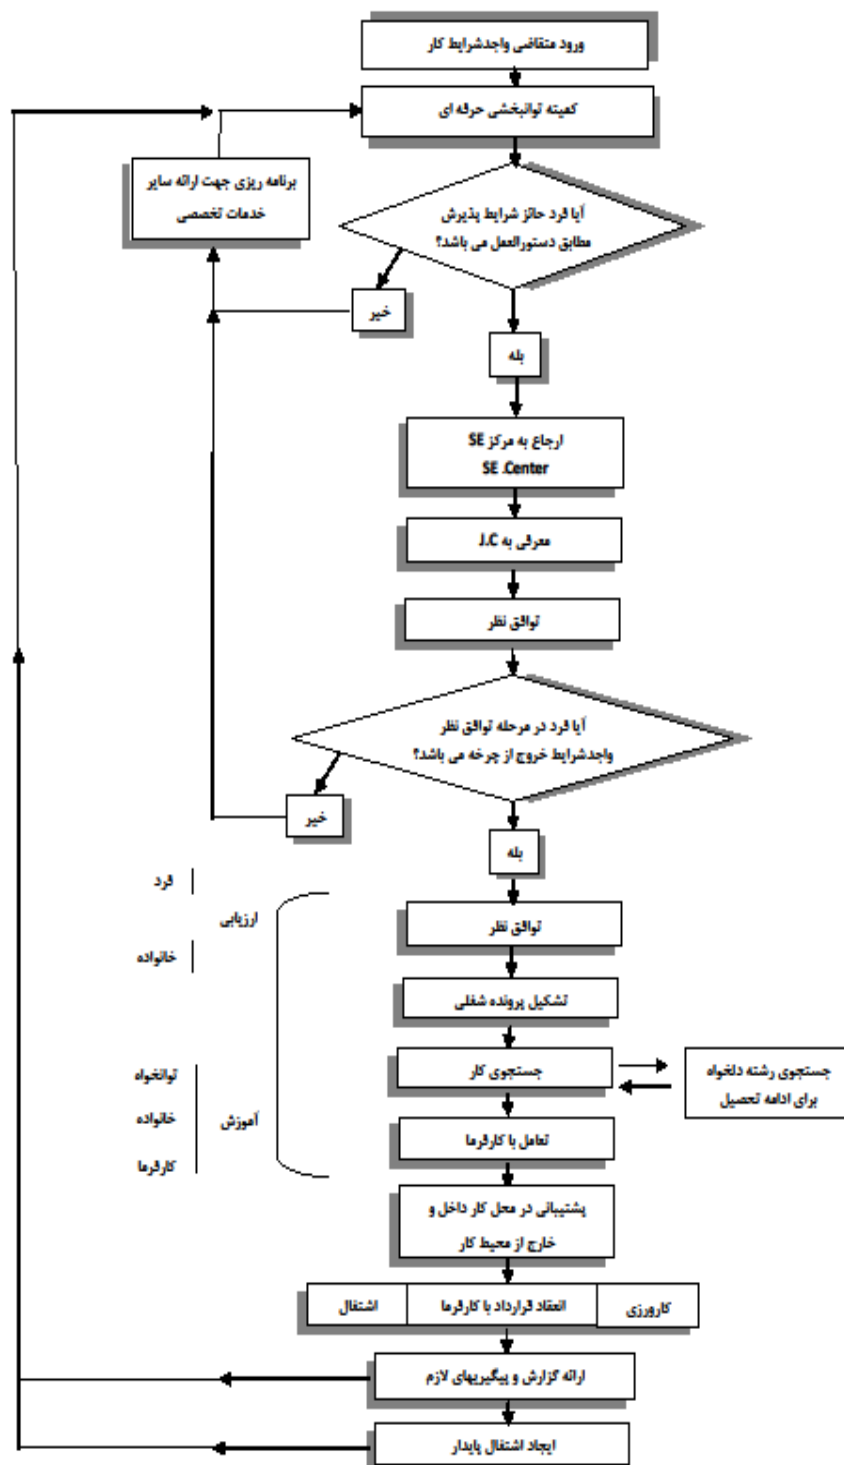 ورود متقاضی واجدشرایط کار
کمیته توانبخشی حرفه ای
برنامه ریزی جهت ارائه سایر
خدمات تخصصی
آیا فرد حائز شرایط پذیرش
مطابق دستورالعمل می باشد؟
خیر
بله
ارجاع به مرکز SE
SE .Center
معرفی به J.C
توافق نظر
آیا فرد در مرحله توافق نظر
واجدشرایط خروج از چرخه می باشد؟
خیر
بله
فرد
ارزیابی
خانواده
توافق نظر
تشکیل پرونده شغلی
جستجوی کار
جستجوی رشته دلخواه
برای ادامه تحصیل
توانخواه
آموزش
خانواده
کارفرما
تعامل با کارفرما
پشتیبانی در محل کار داخل و
خارج از محیط کار
کارورزی
انعقاد قرارداد با کارفرما
اشتغال
ارائه گزارش و پیگیریهای لازم
ایجاد اشتغال پایدار